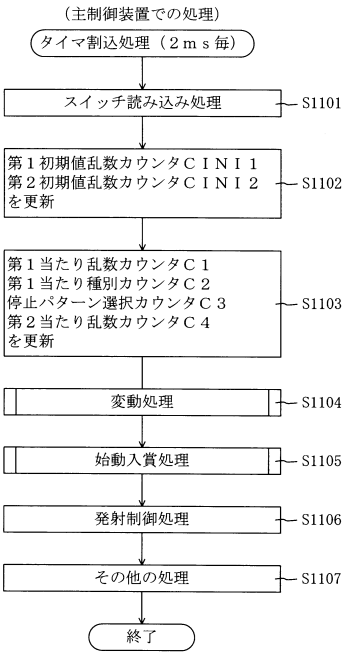 (主制御装置での処理)
タイマ割込処理(2ms毎)
スイッチ読み込み処理
S1101
第1初期値乱数カウンタCINI1
第2初期値乱数カウンタCINI2
を更新
S1102
第1当たり乱数カウンタC1
第1当たり種別カウンタC2
停止パターン選択カウンタC3
第2当たり乱数カウンタC4
を更新
S1103
変動処理
S1104
始動入賞処理
S1105
発射制御処理
S1106
その他の処理
S1107
終了